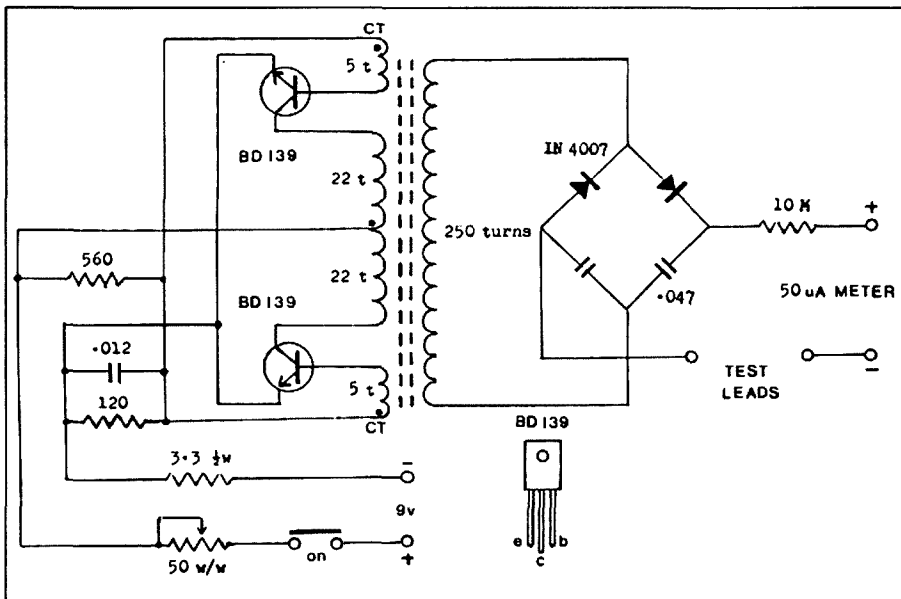 CT
5 t
BD 139
22 t
IN 4007
10 M
+
250 turns
560
22 t
50 uA METER
BD 139
.047
.012
TEST
LEADS
−
120
5 t
CT
BD 139
3.3 ½w
−
9v
50 w/w
on
+
e
b
c